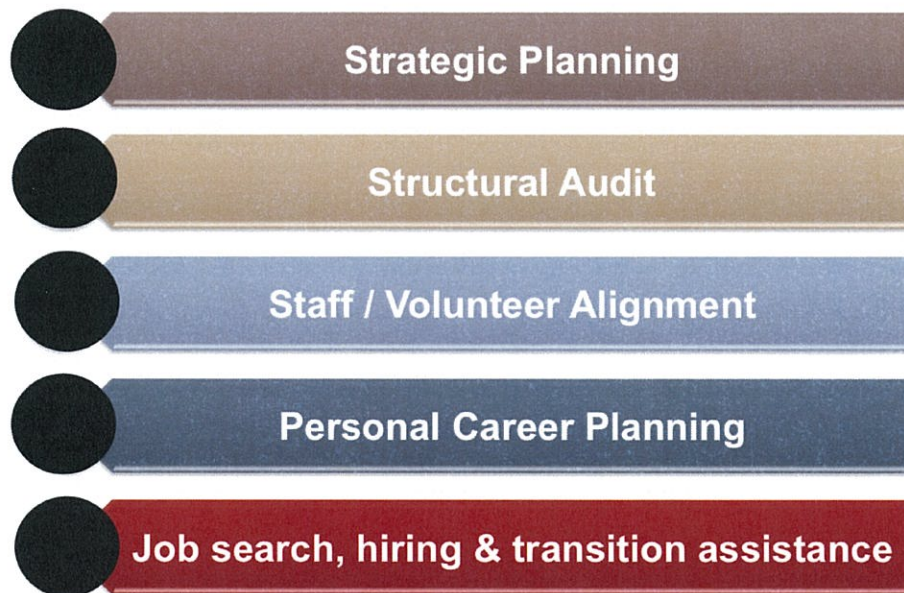 Strategic Planning
Structural Audit
Staff / Volunteer Alignment
Personal Career Planning
Job search, hiring & transition assistance